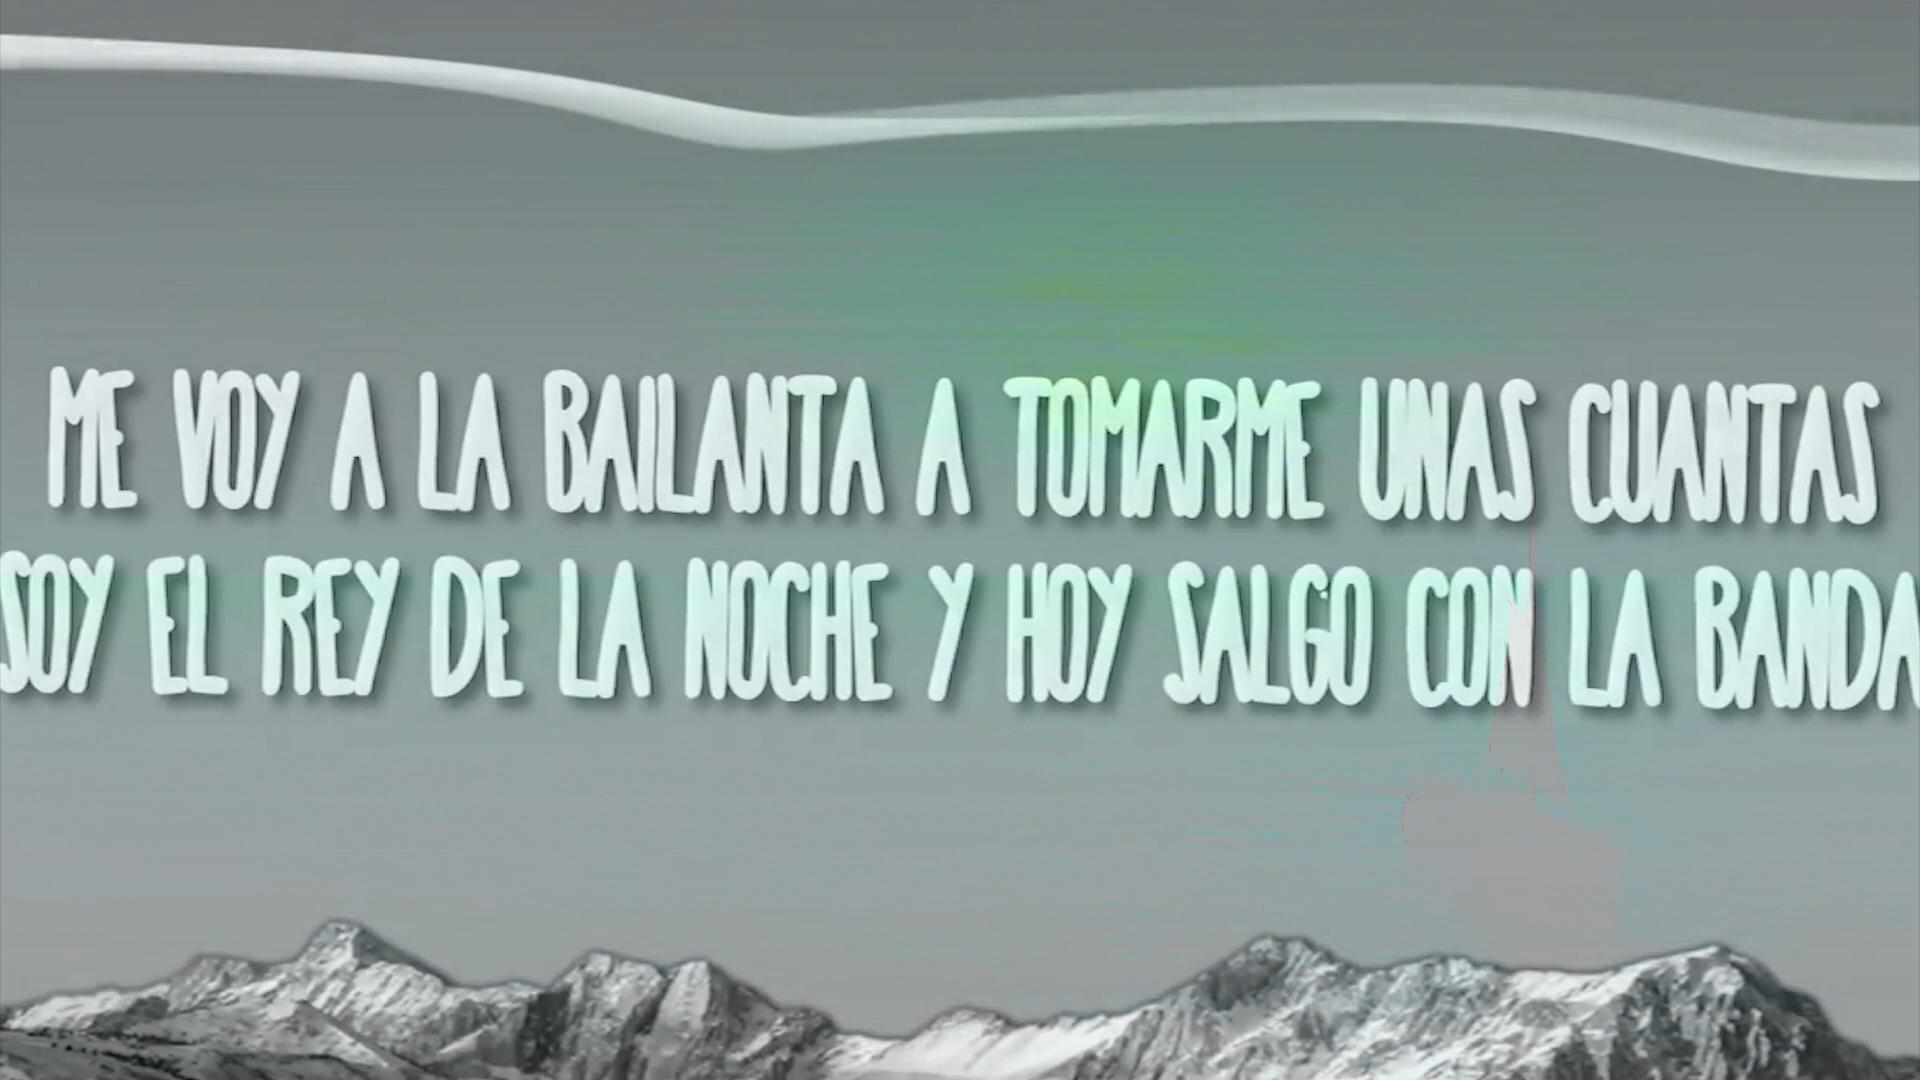 ME VOY A LA BAILANTA A TOMARME UNAS CUANTAS
SOY EL REY DE LA NOCHE Y HOY SALGO CON LA BANDA